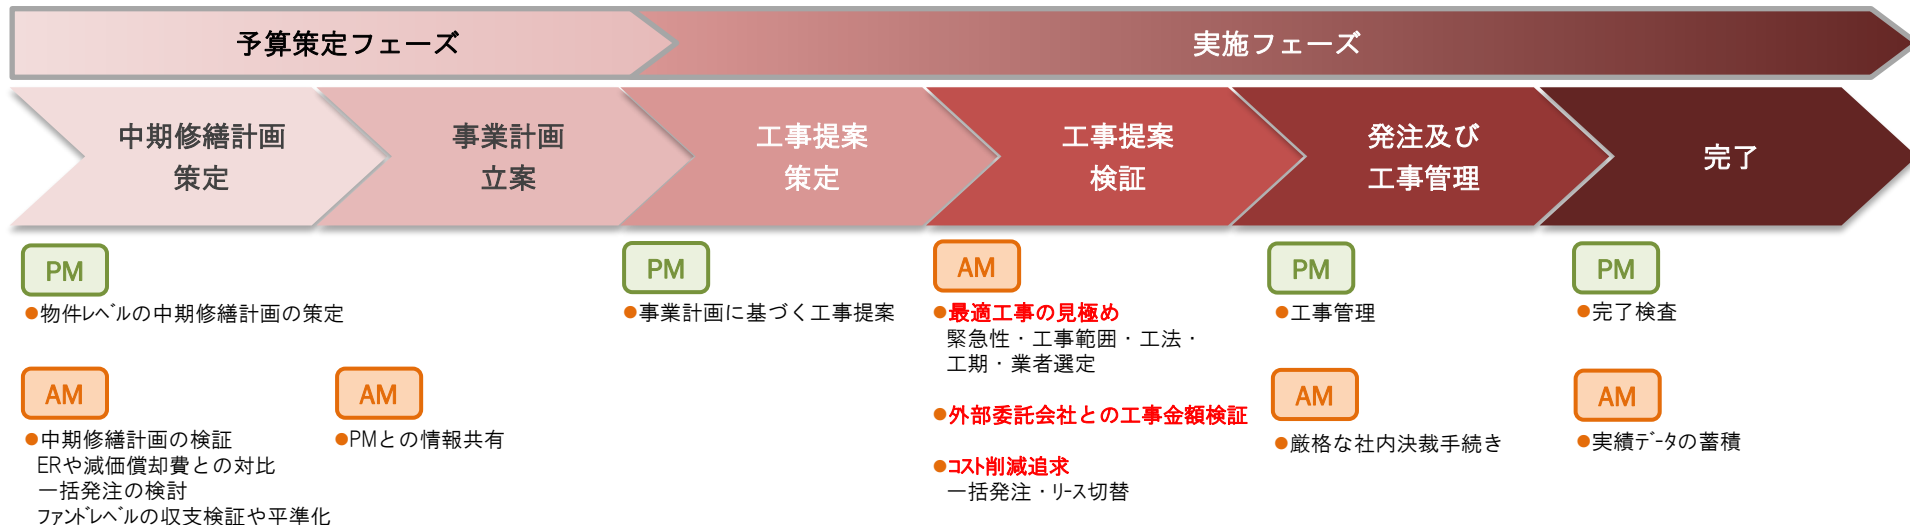 予算策定フェーズ
実施フェーズ
中期修繕計画
策定
事業計画
立案
工事提案
策定
工事提案
検証
発注及び
工事管理
完了
PM
●物件ﾚﾍﾞﾙの中期修繕計画の策定
AM
●中期修繕計画の検証
ERや減価償却費との対比
一括発注の検討
ﾌｧﾝﾄﾞﾚﾍﾞﾙの収支検証や平準化
AM
●PMとの情報共有
PM
●事業計画に基づく工事提案
AM
●最適工事の見極め
緊急性・工事範囲・工法・
工期・業者選定
●外部委託会社との工事金額検証
●ｺｽﾄ削減追求
一括発注・ﾘｰｽ切替
PM
●工事管理
AM
●厳格な社内決裁手続き
PM
●完了検査
AM
●実績ﾃﾞｰﾀの蓄積